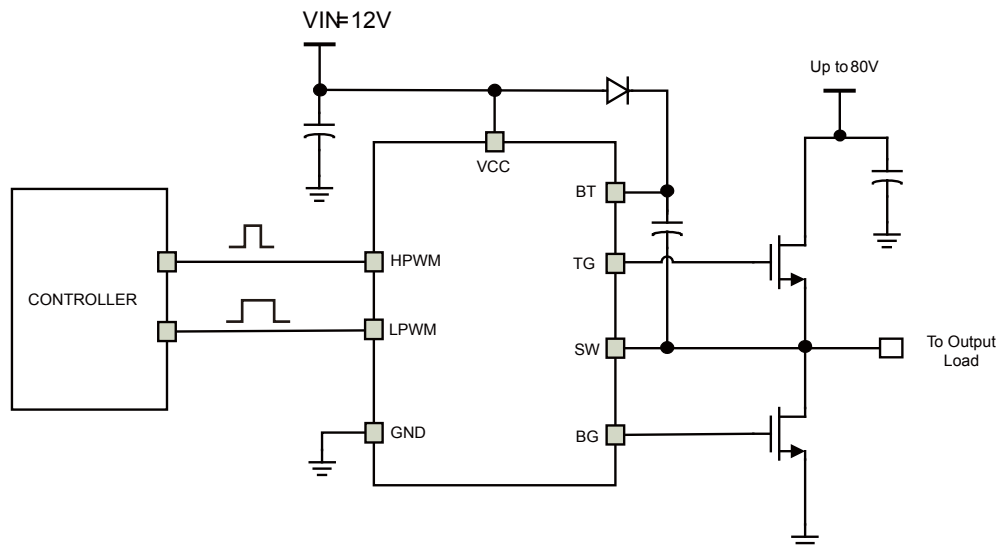 VIN=12V
Up to 80V
VCC
BT
HPWM
TG
CONTROLLER
LPWM
SW
To Output
Load
GND
BG